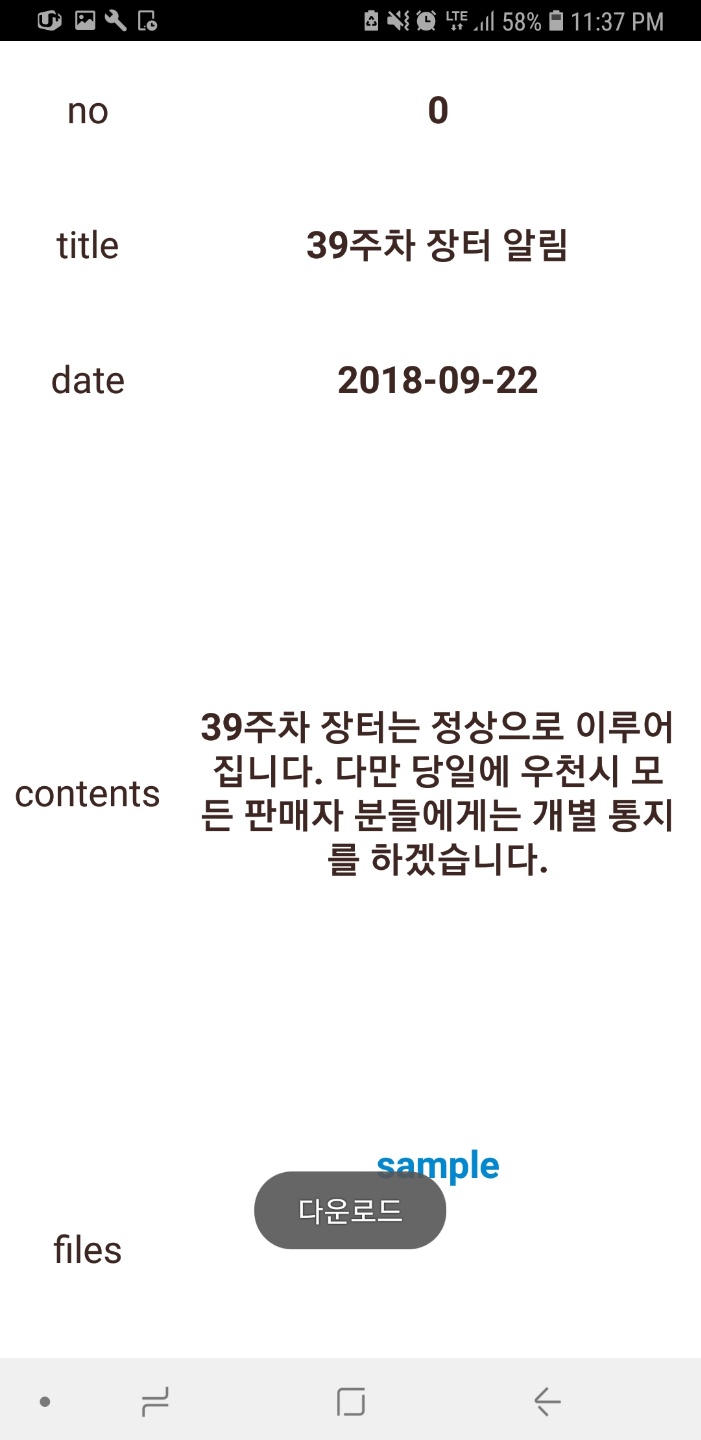 LTE 58% 11:37 PM
no 0
title 39주차 장터 알림
date 2018-09-22
39주차 장터는 정상으로 이루어
집니다. 다만 당일에 우천시 모
contents
든 판매자 분들에게는 개별 통지
를 하겠습니다.
sample
다운로드
files